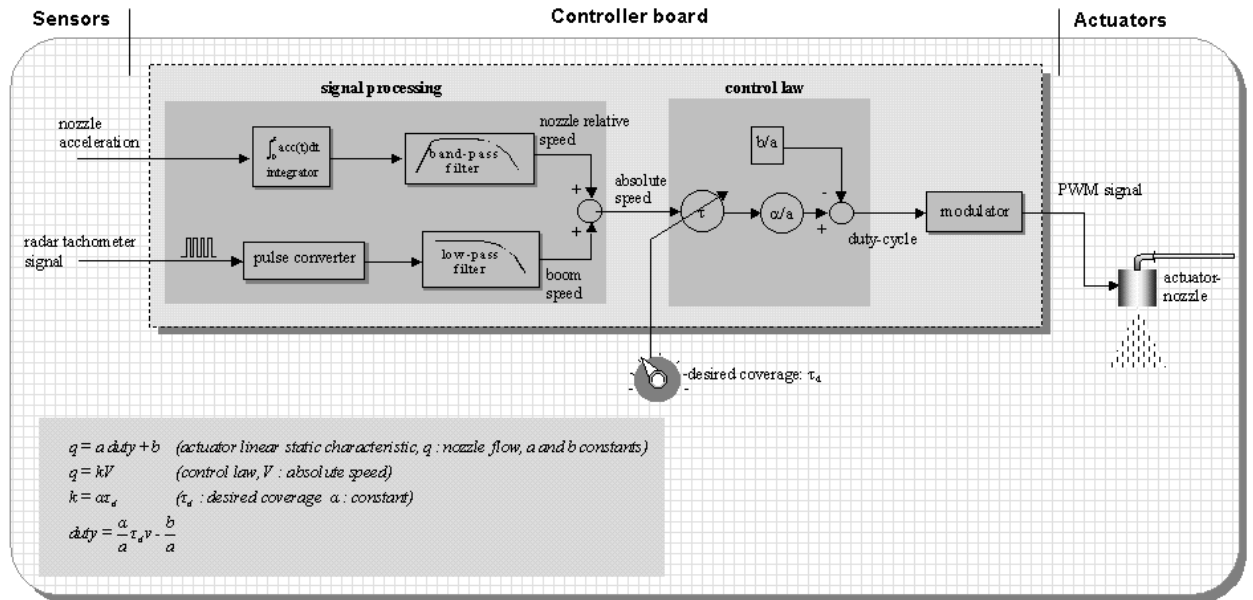 Sensors
Controller board
Actuators
signal processing
control law
nozzle
acceleration
∫₀ᵗ acc(t)dt
integrator
band-pass
filter
nozzle relative
speed
b/a
+
absolute
speed
τ
α/a
-
+
duty-cycle
modulator
PWM signal
radar tachometer
signal
pulse converter
low-pass
filter
+
boom
speed
actuator-
nozzle
-desired coverage: τd
q = a duty + b (actuator linear static characteristic, q : nozzle flow, a and b constants)
q = kV (control law, V : absolute speed)
k = ατd (τd : desired coverage α : constant)
duty = α/a τd v - b/a